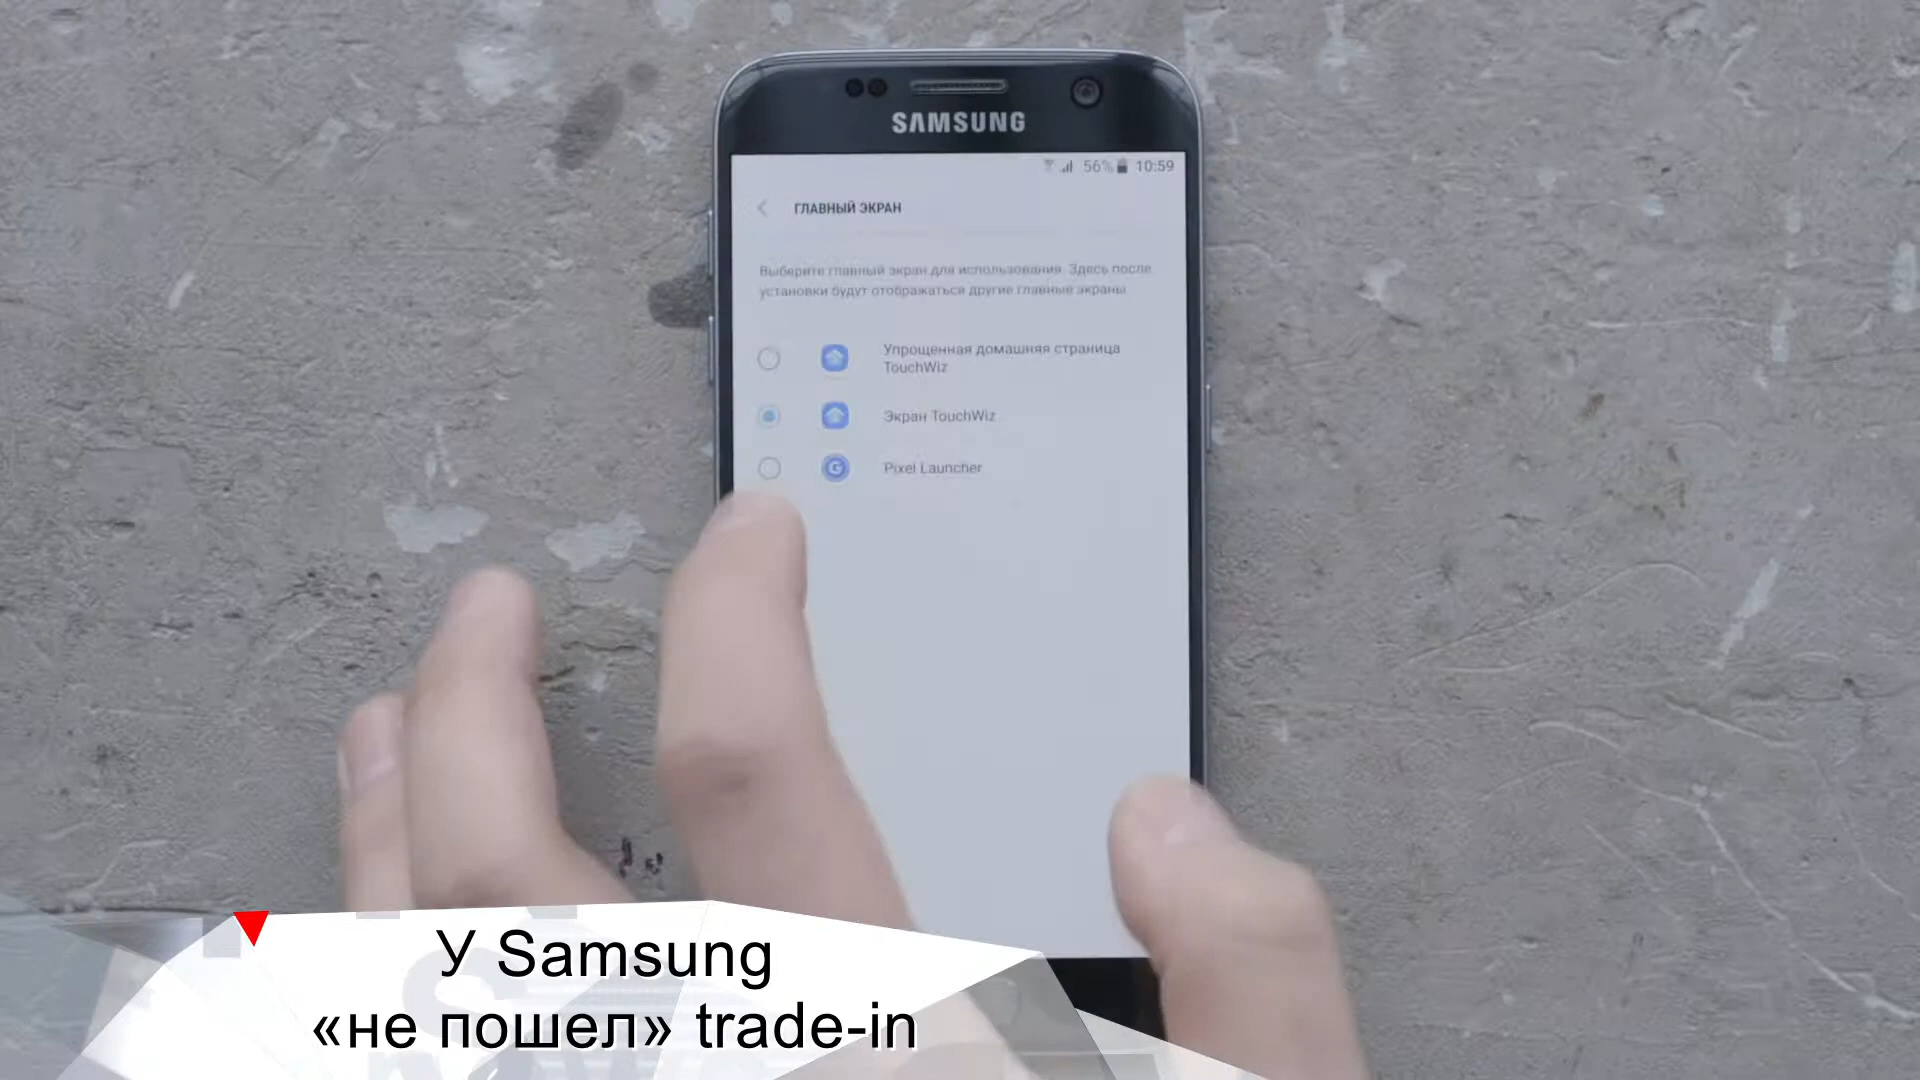 SAMSUNG
56% 10:59
ГЛАВНЫЙ ЭКРАН
Выберите главный экран для использования. Здесь после
установки будут отображаться другие главные экраны.
Упрощенная домашняя страница
TouchWiz
Экран TouchWiz
Pixel Launcher
У Samsung
«не пошел» trade-in